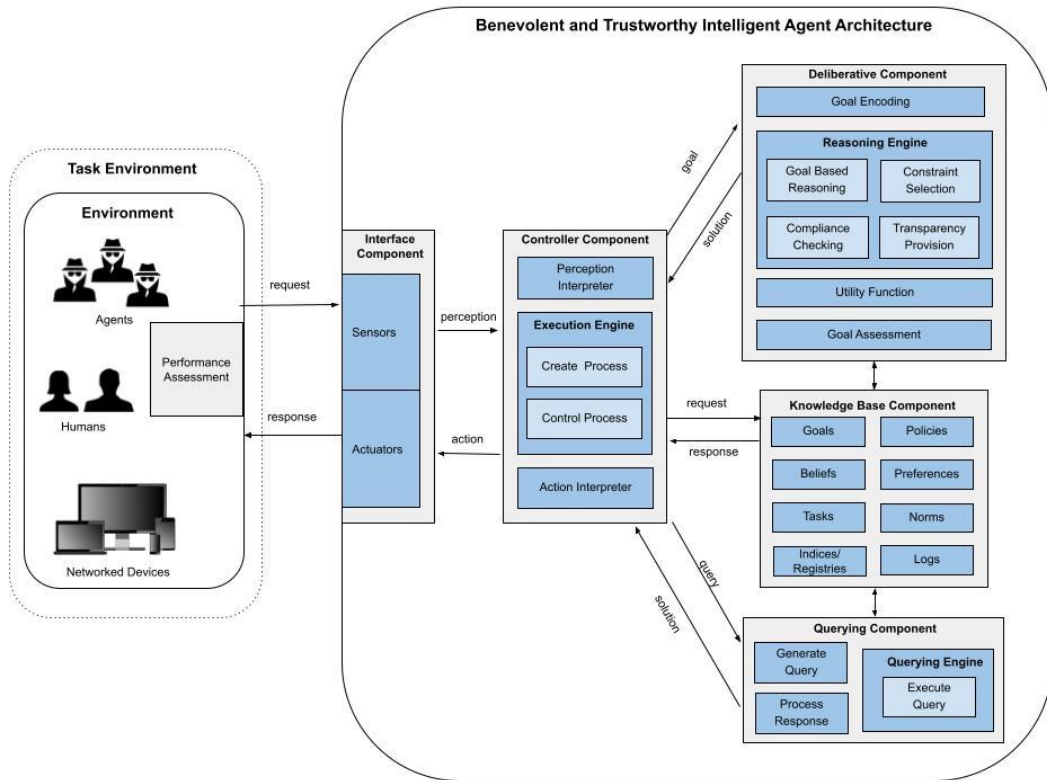 Benevolent and Trustworthy Intelligent Agent Architecture
Task Environment
Environment
Agents
Performance
Assessment
Humans
Networked Devices
request
response
Interface
Component
Sensors
Actuators
perception
action
Controller Component
Perception
Interpreter
Execution Engine
Create Process
Control Process
Action Interpreter
goal
solution
request
response
query
solution
Deliberative Component
Goal Encoding
Reasoning Engine
Goal Based
Reasoning
Constraint
Selection
Compliance
Checking
Transparency
Provision
Utility Function
Goal Assessment
Knowledge Base Component
Goals
Policies
Beliefs
Preferences
Tasks
Norms
Indices/
Registries
Logs
Querying Component
Generate
Query
Process
Response
Querying Engine
Execute
Query